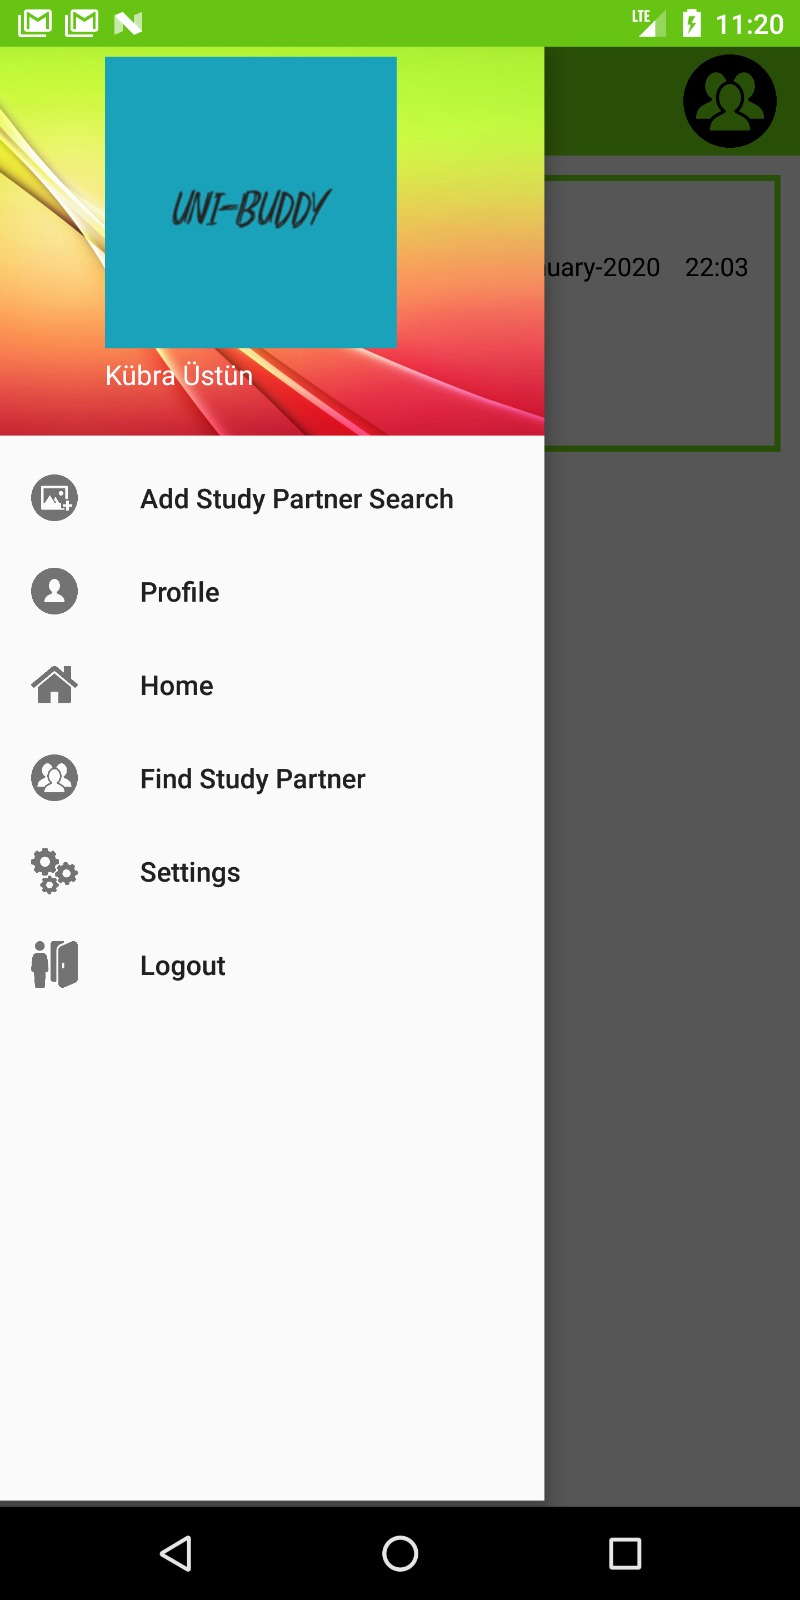 LTE 11:20
UNI-BUDDY
Kübra Üstün
uary-2020 22:03
Add Study Partner Search
Profile
Home
Find Study Partner
Settings
Logout